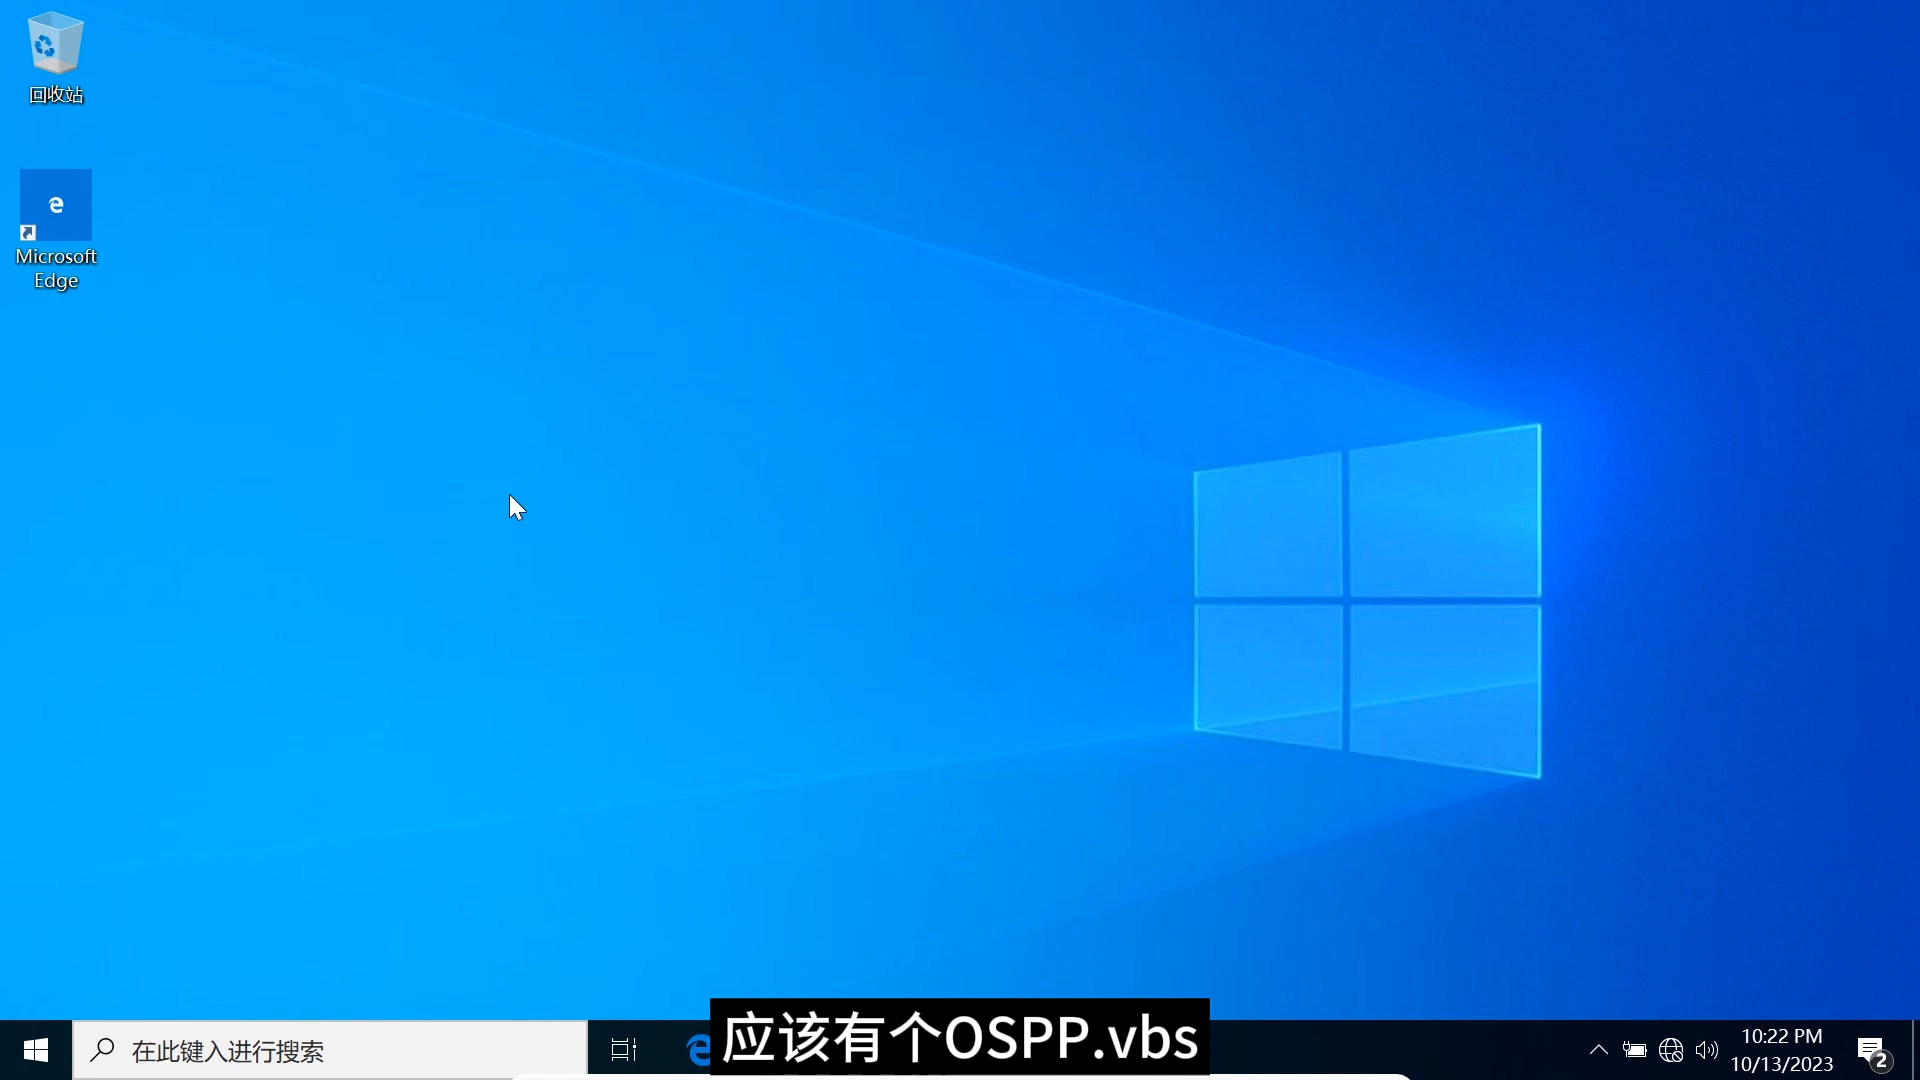 回收站
Microsoft
Edge
在此键入进行搜索
应该有个OSPP.vbs
10:22 PM
10/13/2023
2